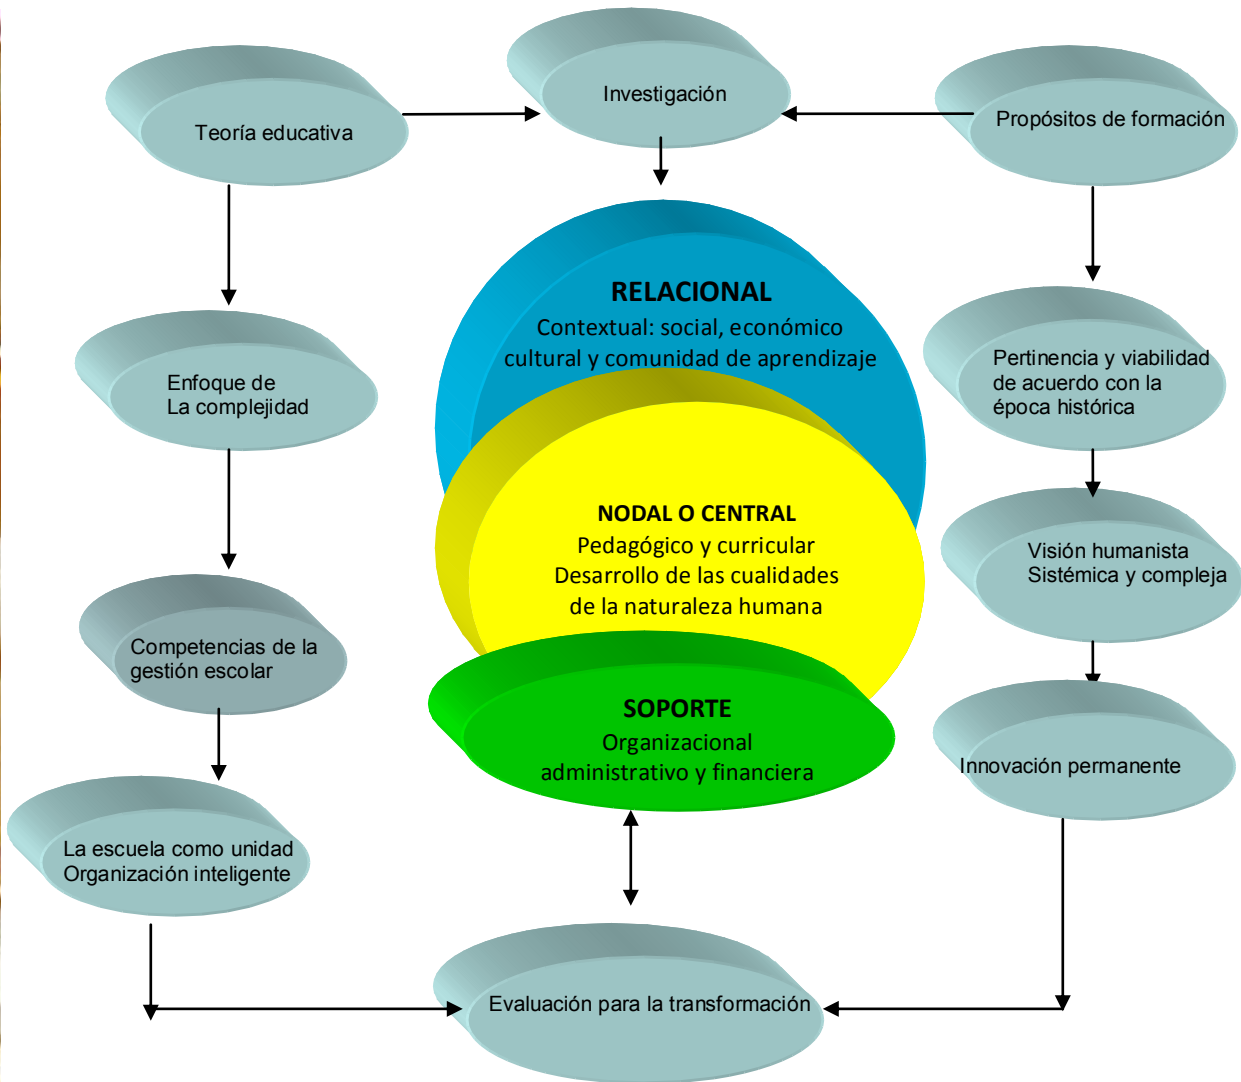 Investigación
Teoría educativa
Propósitos de formación
RELACIONAL
Contextual: social, económico
cultural y comunidad de aprendizaje
Enfoque de
La complejidad
Pertinencia y viabilidad
de acuerdo con la
época histórica
NODAL O CENTRAL
Pedagógico y curricular
Desarrollo de las cualidades
de la naturaleza humana
Visión humanista
Sistémica y compleja
Competencias de la
gestión escolar
SOPORTE
Organizacional
administrativo y financiera
Innovación permanente
La escuela como unidad
Organización inteligente
Evaluación para la transformación